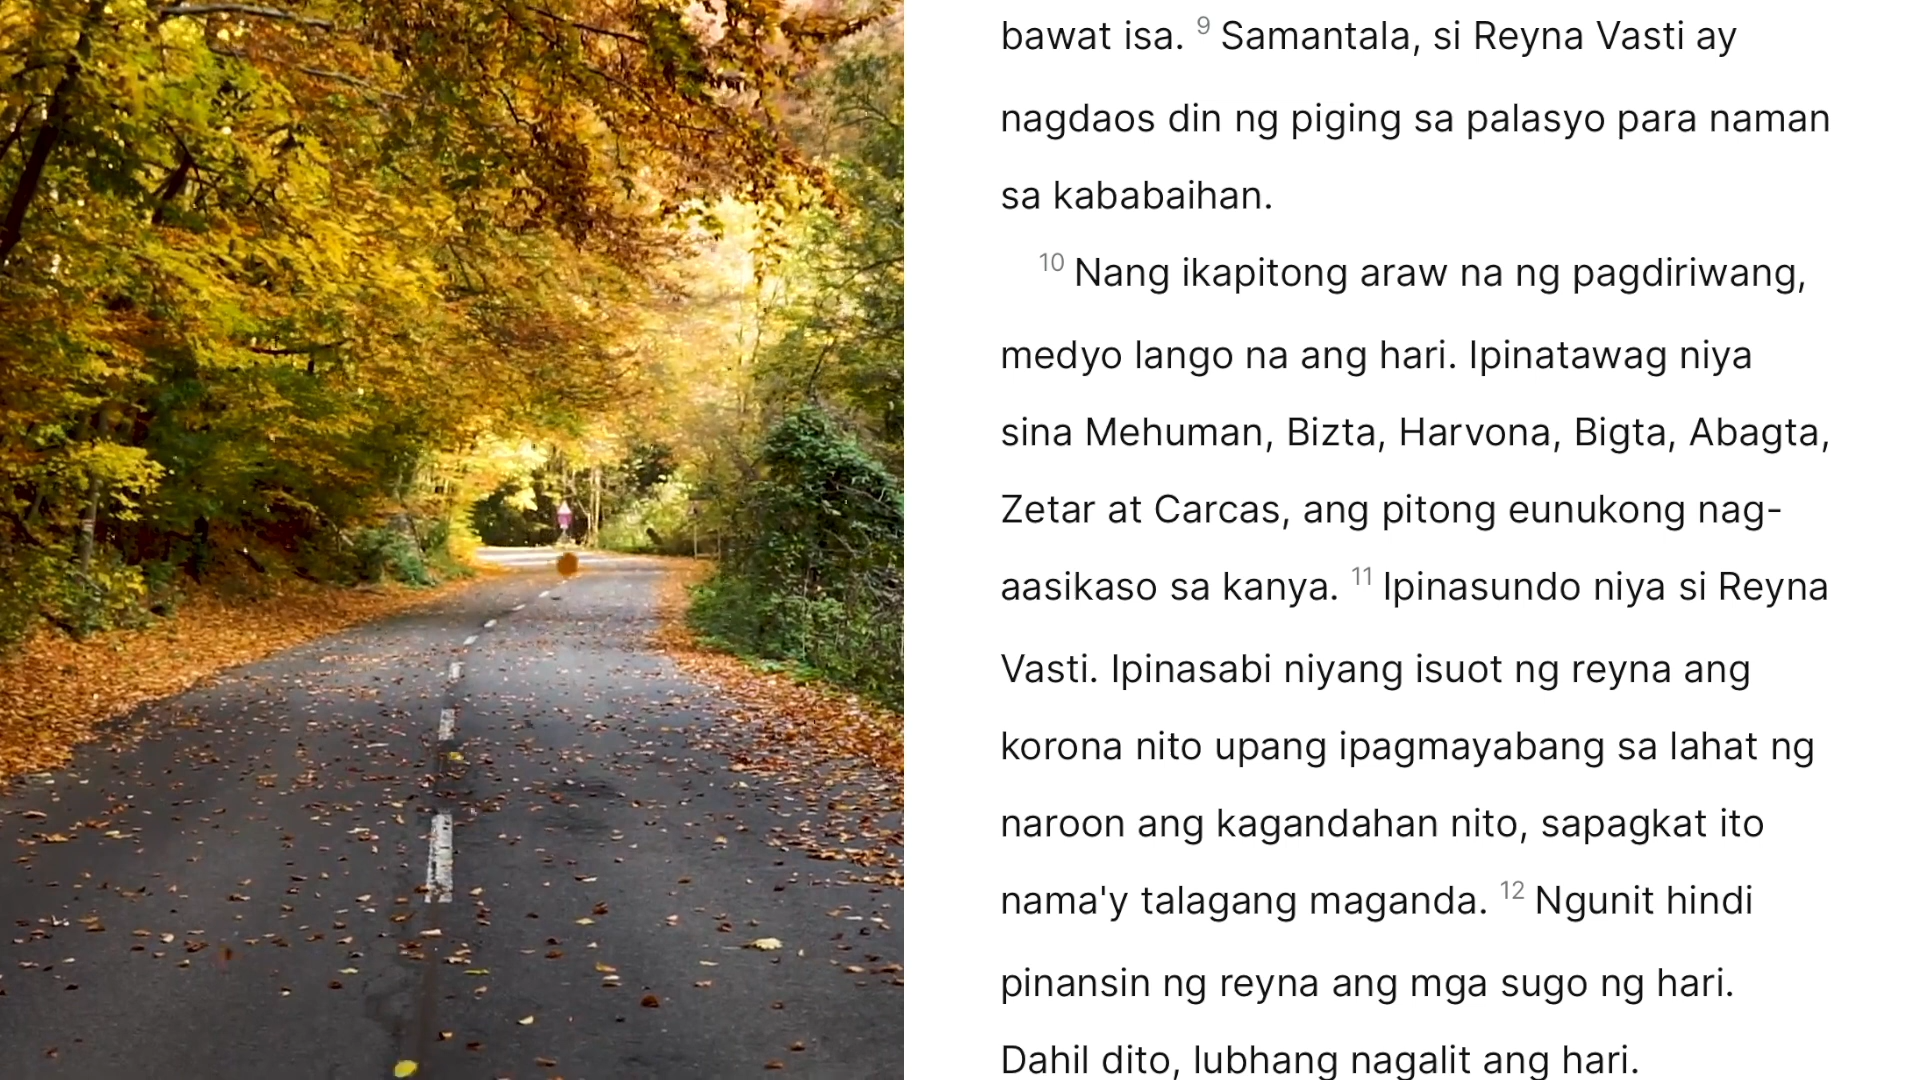 bawat isa. 9 Samantala, si Reyna Vasti ay
nagdaos din ng piging sa palasyo para naman
sa kababaihan.
10 Nang ikapitong araw na ng pagdiriwang,
medyo lango na ang hari. Ipinatawag niya
sina Mehuman, Bizta, Harvona, Bigta, Abagta,
Zetar at Carcas, ang pitong eunukong nag-
aasikaso sa kanya. 11 Ipinasundo niya si Reyna
Vasti. Ipinasabi niyang isuot ng reyna ang
korona nito upang ipagmayabang sa lahat ng
naroon ang kagandahan nito, sapagkat ito
nama'y talagang maganda. 12 Ngunit hindi
pinansin ng reyna ang mga sugo ng hari.
Dahil dito, lubhang nagalit ang hari.